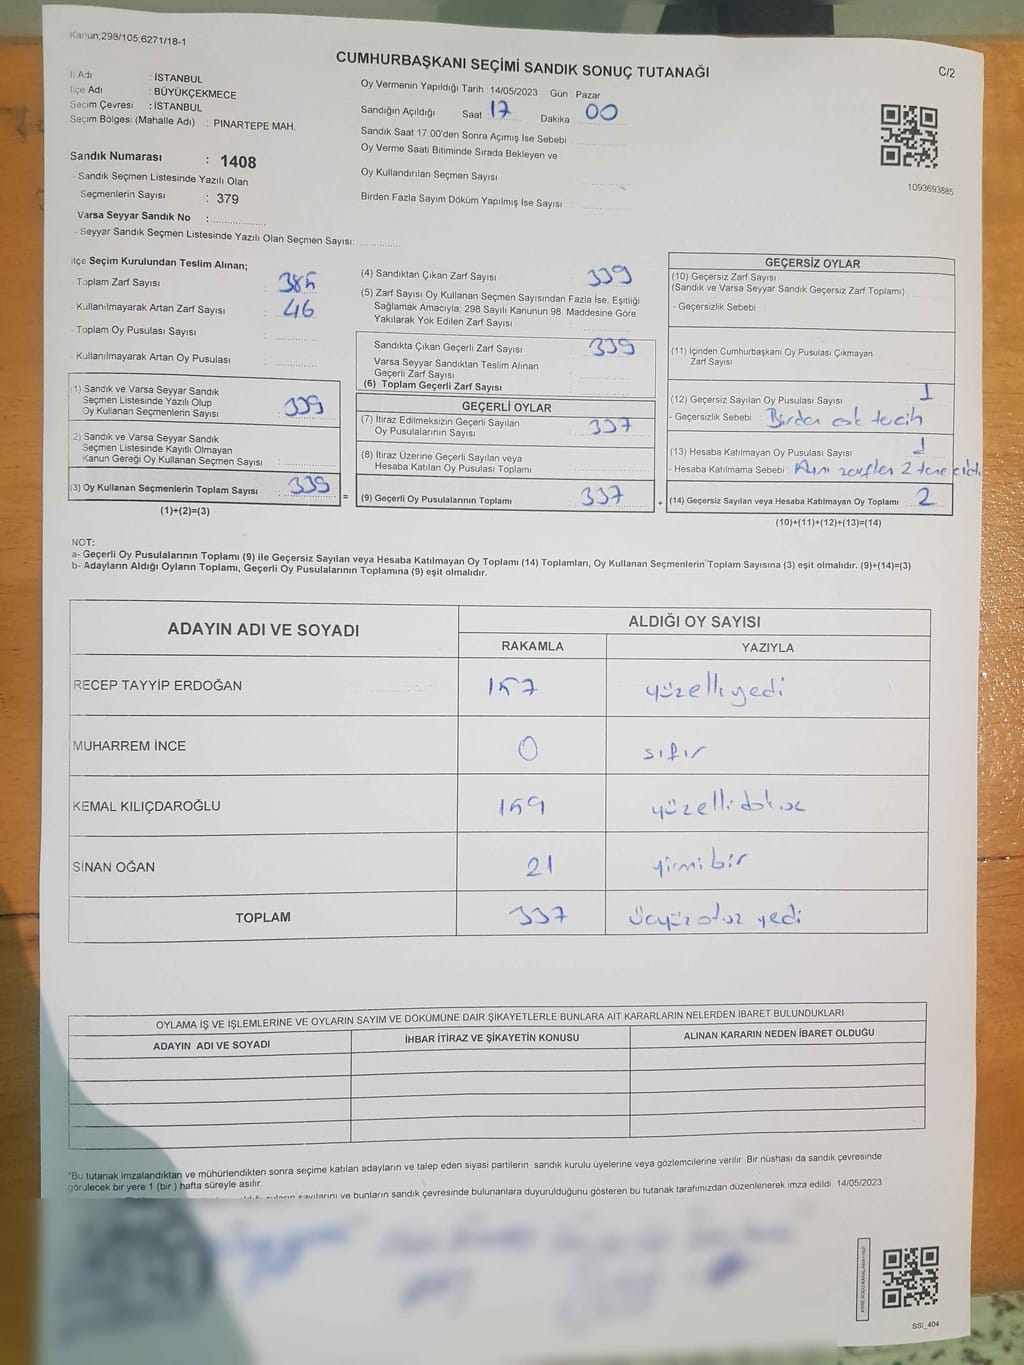 Kanun;298/105;6271/18-1
CUMHURBAŞKANI SEÇİMİ SANDIK SONUÇ TUTANAĞI
C/2
İl Adı : İSTANBUL
İlçe Adı : BÜYÜKÇEKMECE
Seçim Çevresi : İSTANBUL
Seçim Bölgesi (Mahalle Adı) : PINARTEPE MAH.
Oy Vermenin Yapıldığı Tarih : 14/05/2023 Gün : Pazar
Sandığın Açıldığı Saat : 17 Dakika : 00
Sandık Saat 17.00'den Sonra Açımış İse Sebebi :
Oy Verme Saati Bitiminde Sırada Bekleyen ve
Oy Kullandırılan Seçmen Sayısı
Birden Fazla Sayım Döküm Yapılmış İse Sayısı :
1093693885
Sandık Numarası : 1408
- Sandık Seçmen Listesinde Yazılı Olan
Seçmenlerin Sayısı : 379
Varsa Seyyar Sandık No :
- Seyyar Sandık Seçmen Listesinde Yazılı Olan Seçmen Sayısı:
İlçe Seçim Kurulundan Teslim Alınan;
- Toplam Zarf Sayısı : 385
- Kullanılmayarak Artan Zarf Sayısı : 46
- Toplam Oy Pusulası Sayısı :
- Kullanılmayarak Artan Oy Pusulası :
(1) Sandık ve Varsa Seyyar Sandık
Seçmen Listesinde Yazılı Olup
Oy Kullanan Seçmenlerin Sayısı : 339
(2) Sandık ve Varsa Seyyar Sandık
Seçmen Listesinde Kayıtlı Olmayan
Kanun Gereği Oy Kullanan Seçmen Sayısı :
(3) Oy Kullanan Seçmenlerin Toplam Sayısı : 339
(1)+(2)=(3)
(4) Sandıktan Çıkan Zarf Sayısı : 339
(5) Zarf Sayısı Oy Kullanan Seçmen Sayısından Fazla İse, Eşitliği
Sağlamak Amacıyla; 298 Sayılı Kanunun 98. Maddesine Göre
Yakılarak Yok Edilen Zarf Sayısı :
Sandıkta Çıkan Geçerli Zarf Sayısı : 339
Varsa Seyyar Sandıktan Teslim Alınan
Geçerli Zarf Sayısı :
(6) Toplam Geçerli Zarf Sayısı :
GEÇERLİ OYLAR
(7) İtiraz Edilmeksizin Geçerli Sayılan
Oy Pusulalarının Sayısı : 337
(8) İtiraz Üzerine Geçerli Sayılan veya
Hesaba Katılan Oy Pusulası Toplamı :
= (9) Geçerli Oy Pusulalarının Toplamı : 337
GEÇERSİZ OYLAR
(10) Geçersiz Zarf Sayısı
(Sandık ve Varsa Seyyar Sandık Geçersiz Zarf Toplamı) :
- Geçersizlik Sebebi :
(11) İçinden Cumhurbaşkanı Oy Pusulası Çıkmayan
Zarf Sayısı :
(12) Geçersiz Sayılan Oy Pusulası Sayısı : 1
- Geçersizlik Sebebi :
(13) Hesaba Katılmayan Oy Pusulası Sayısı : 1
- Hesaba Katılmama Sebebi : 2 tane
+ (14) Geçersiz Sayılan veya Hesaba Katılmayan Oy Toplamı : 2
(10)+(11)+(12)+(13)=(14)
NOT:
a- Geçerli Oy Pusulalarının Toplamı (9) ile Geçersiz Sayılan veya Hesaba Katılmayan Oy Toplamı (14) Toplamları, Oy Kullanan Seçmenlerin Toplam Sayısına (3) eşit olmalıdır. (9)+(14)=(3)
b- Adayların Aldığı Oyların Toplamı, Geçerli Oy Pusulalarının Toplamına (9) eşit olmalıdır.
ADAYIN ADI VE SOYADI
ALDIĞI OY SAYISI
RAKAMLA YAZIYLA
RECEP TAYYİP ERDOĞAN 157 yüzelliyedi
MUHARREM İNCE 0 sıfır
KEMAL KILIÇDAROĞLU 159 yüzellidokuz
SİNAN OĞAN 21 yirmibir
TOPLAM 337 üçyüzotuz yedi
OYLAMA İŞ VE İŞLEMLERİNE VE OYLARIN SAYIM VE DÖKÜMÜNE DAİR ŞİKAYETLERLE BUNLARA AİT KARARLARIN NELERDEN İBARET BULUNDUKLARI
ADAYIN ADI VE SOYADI İHBAR İTİRAZ VE ŞİKAYETİN KONUSU ALINAN KARARIN NEDEN İBARET OLDUĞU
*Bu tutanak imzalandıktan ve mühürlendikten sonra seçime katılan adayların ve talep eden siyasi partilerin sandık kurulu üyelerine veya gözlemcilerine verilir. Bir nüshası da sandık çevresinde
görülecek bir yere 1 (bir) hafta süreyle asılır.
sayılarını ve bunların sandık çevresinde bulunanlara duyurulduğunu gösteren bu tutanak tarafımızdan düzenlenerek imza edildi. 14/05/2023
SSİ_404